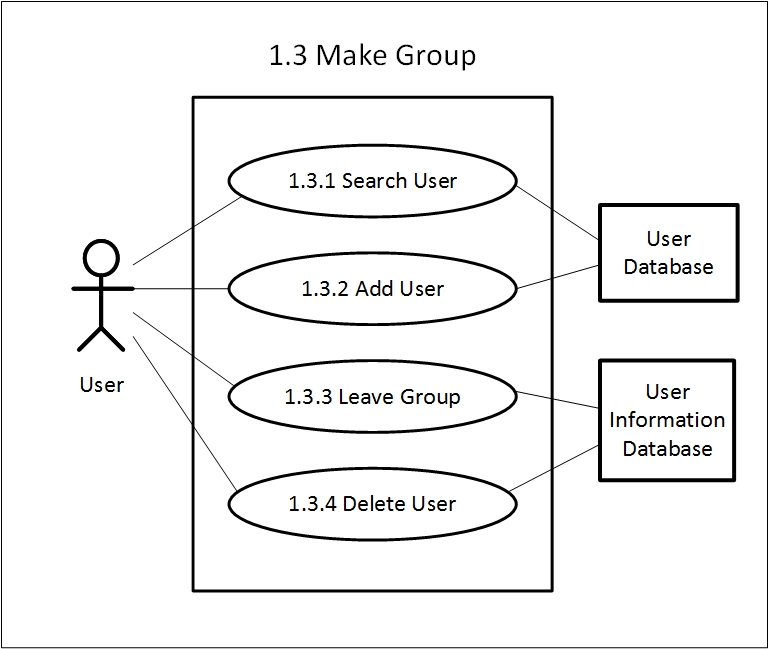 1.3 Make Group
1.3.1 Search User
User
Database
1.3.2 Add User
User
1.3.3 Leave Group
User
Information
Database
1.3.4 Delete User